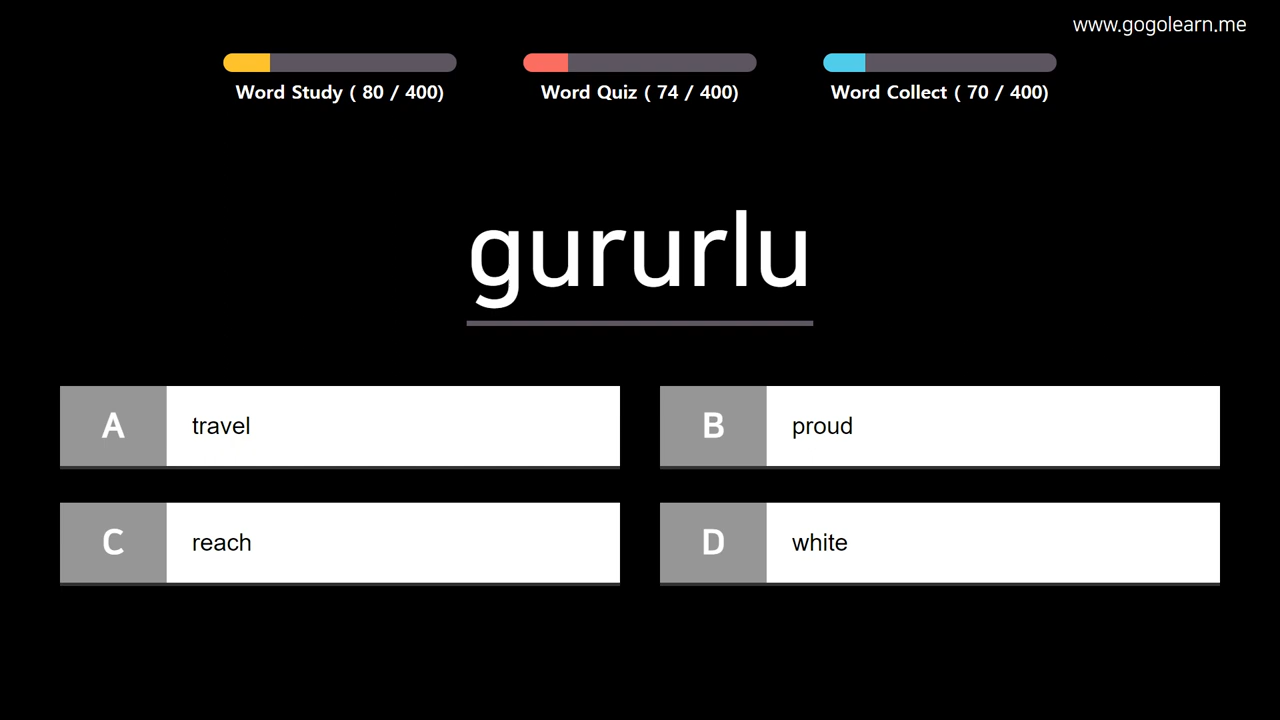 www.gogolearn.me
Word Study ( 80 / 400)
Word Quiz ( 74 / 400)
Word Collect ( 70 / 400)
gururlu
A travel
B proud
C reach
D white